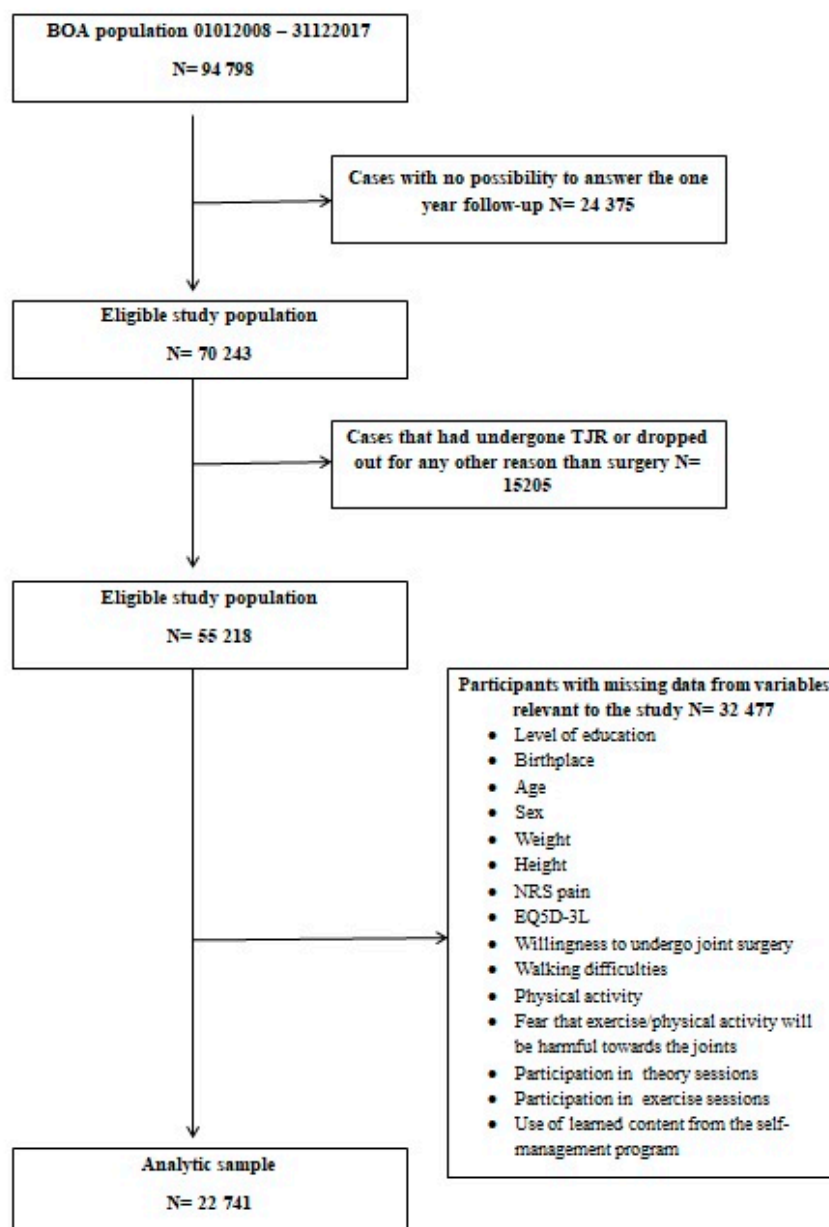 BOA population 01012008 – 31122017
N= 94 798
Cases with no possibility to answer the one
year follow-up N= 24 375
Eligible study population
N= 70 243
Cases that had undergone TJR or dropped
out for any other reason than surgery N=
15205
Eligible study population
N= 55 218
Participants with missing data from variables
relevant to the study N= 32 477
• Level of education
• Birthplace
• Age
• Sex
• Weight
• Height
• NRS pain
• EQ5D-3L
• Willingness to undergo joint surgery
• Walking difficulties
• Physical activity
• Fear that exercise/physical activity will
be harmful towards the joints
• Participation in theory sessions
• Participation in exercise sessions
• Use of learned content from the self-
management program
Analytic sample
N= 22 741